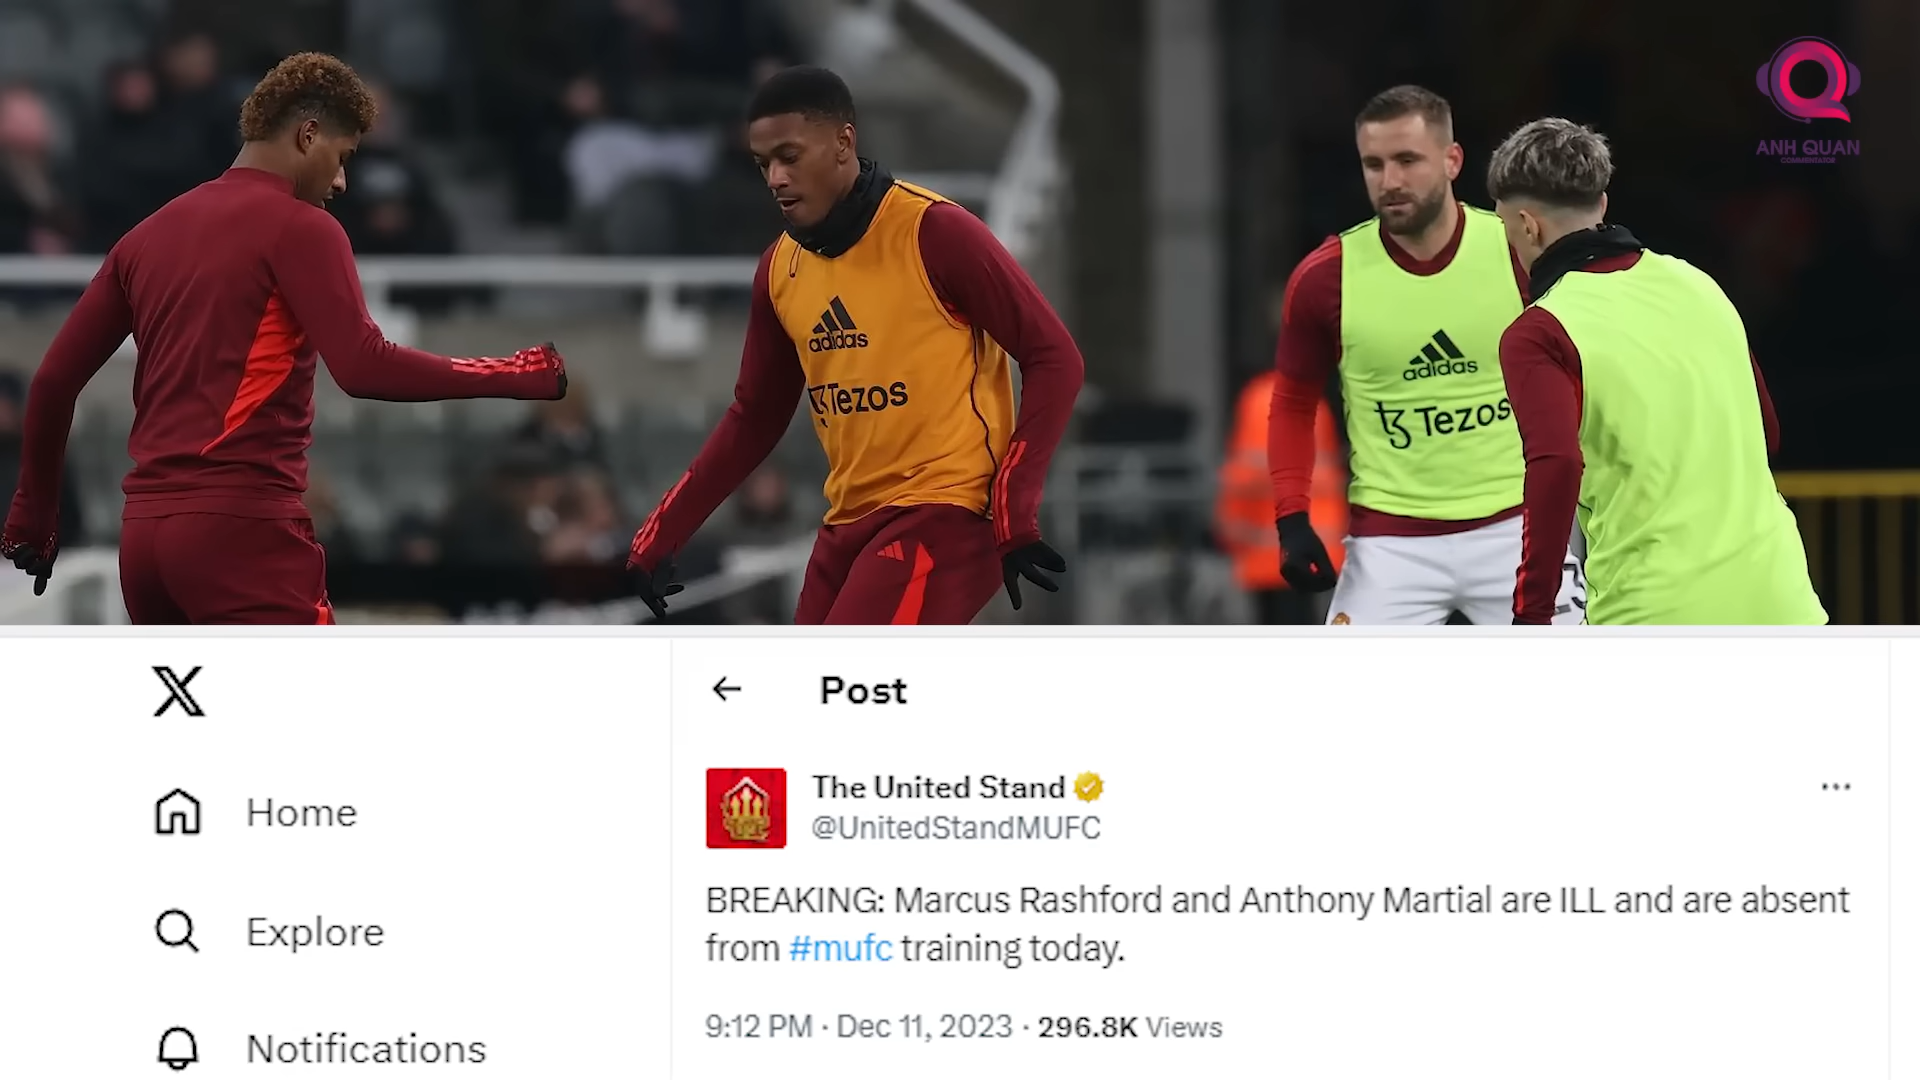 ANH QUAN
COMMENTATOR
adidas
Tezos
adidas
Tezos
23
Post
The United Stand
@UnitedStandMUFC
BREAKING: Marcus Rashford and Anthony Martial are ILL and are absent
from #mufc training today.
9:12 PM · Dec 11, 2023 · 296.8K Views
Home
Explore
Notifications